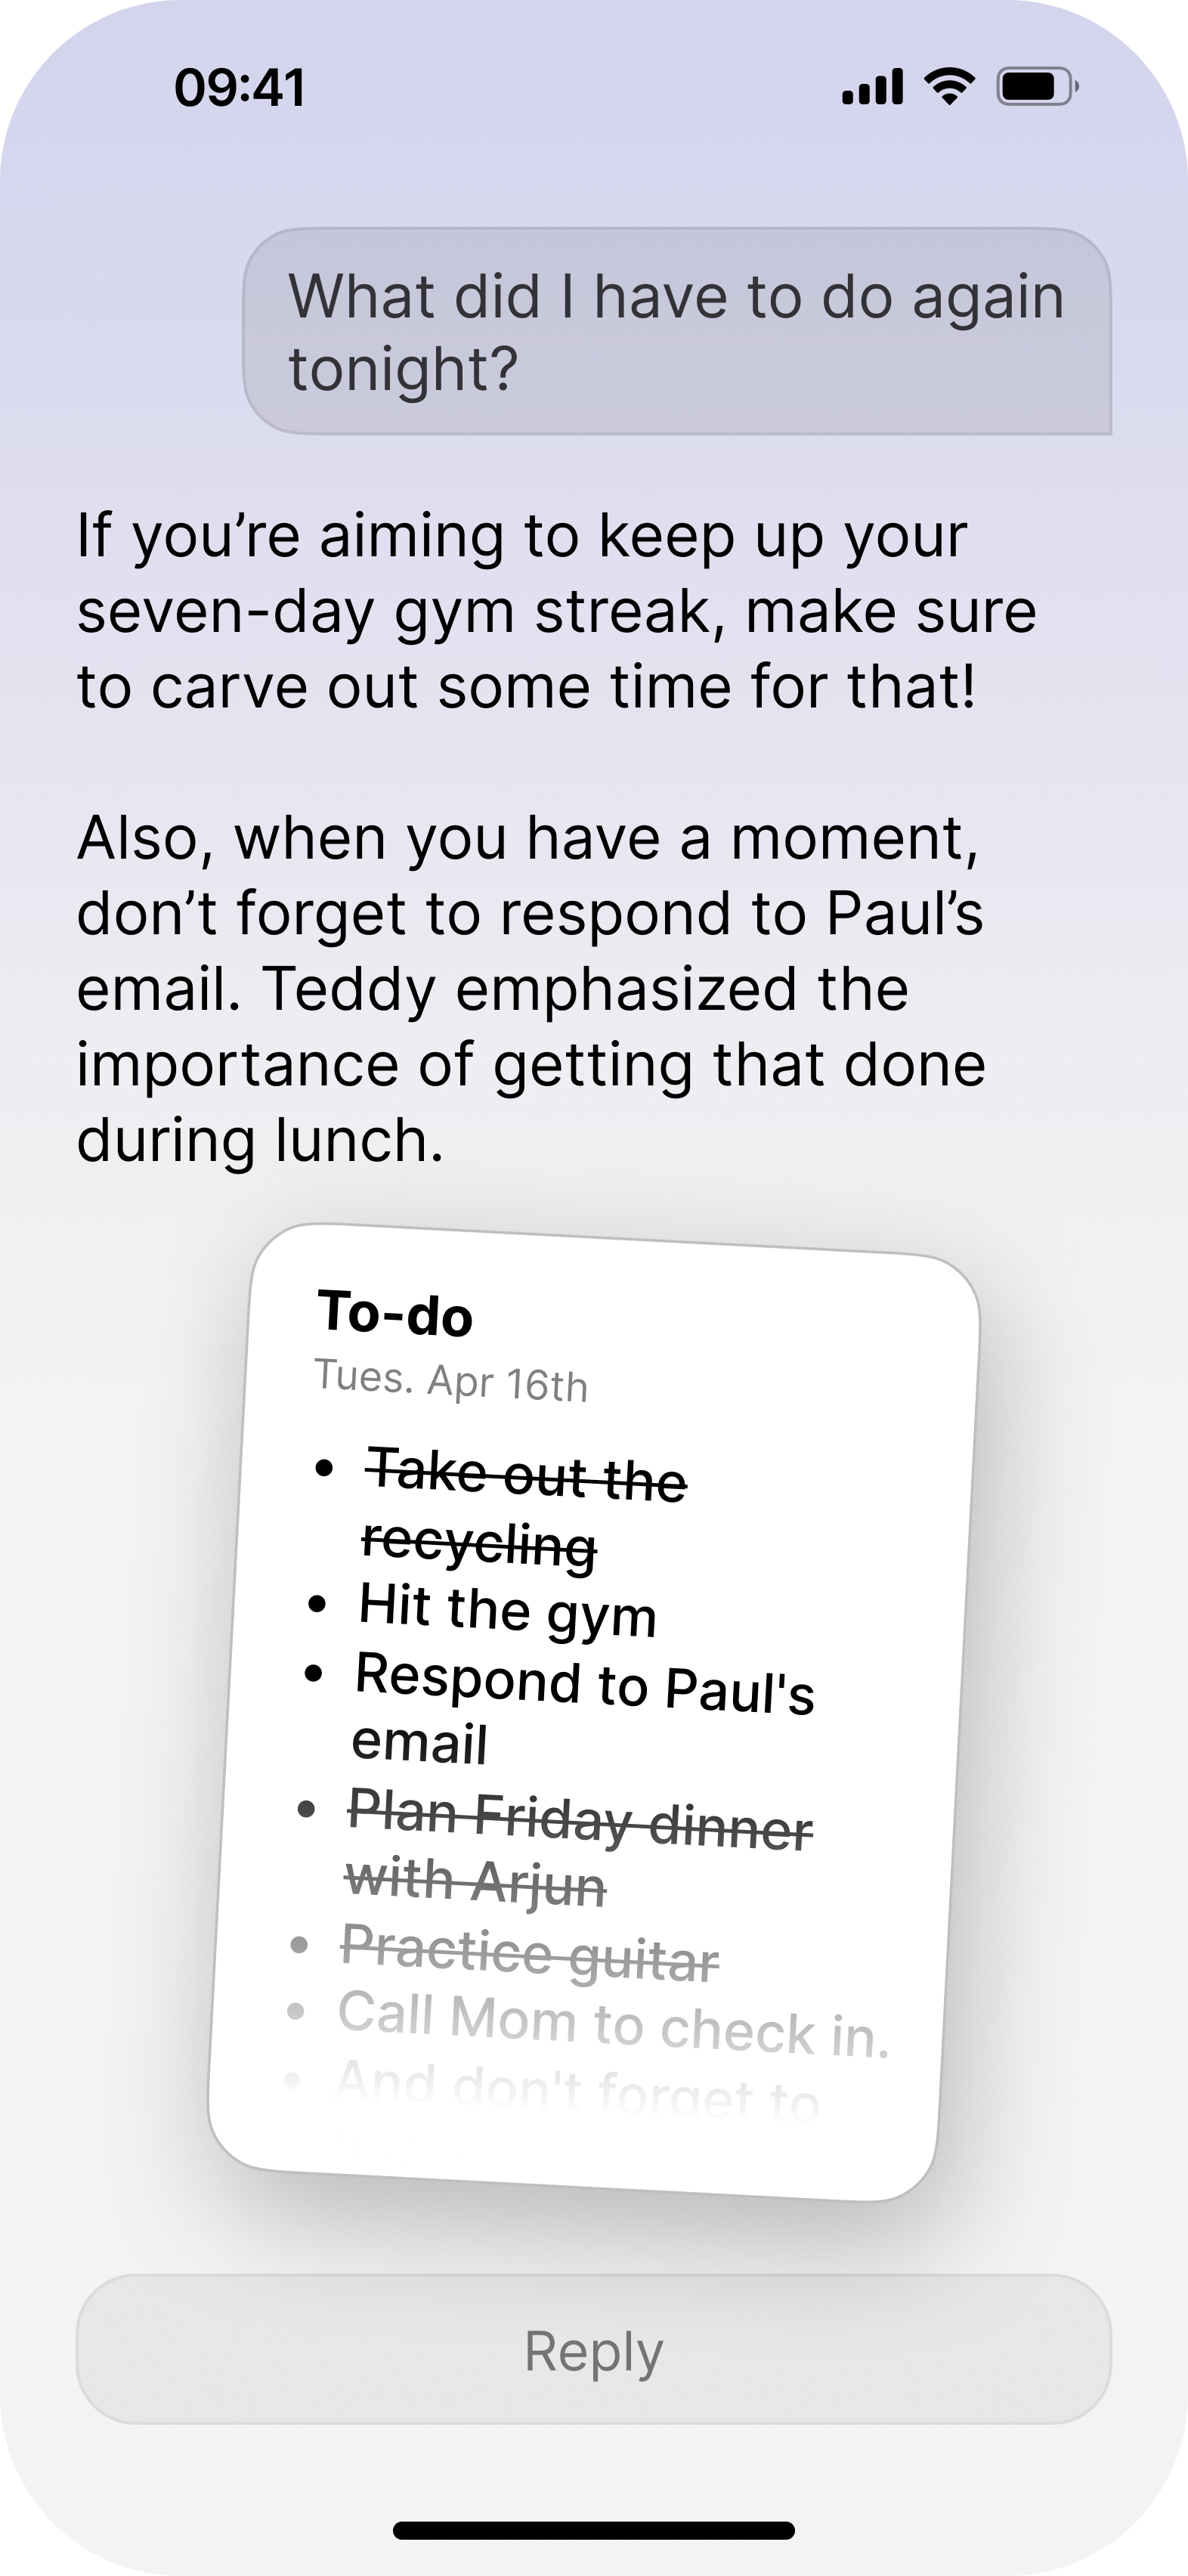 09:41
What did I have to do again
tonight?
If you’re aiming to keep up your
seven-day gym streak, make sure
to carve out some time for that!
Also, when you have a moment,
don’t forget to respond to Paul’s
email. Teddy emphasized the
importance of getting that done
during lunch.
To-do
Tues. Apr 16th
• Take out the
recycling
• Hit the gym
• Respond to Paul's
email
• Plan Friday dinner
with Arjun
• Practice guitar
• Call Mom to check in.
• And don't forget to
Reply